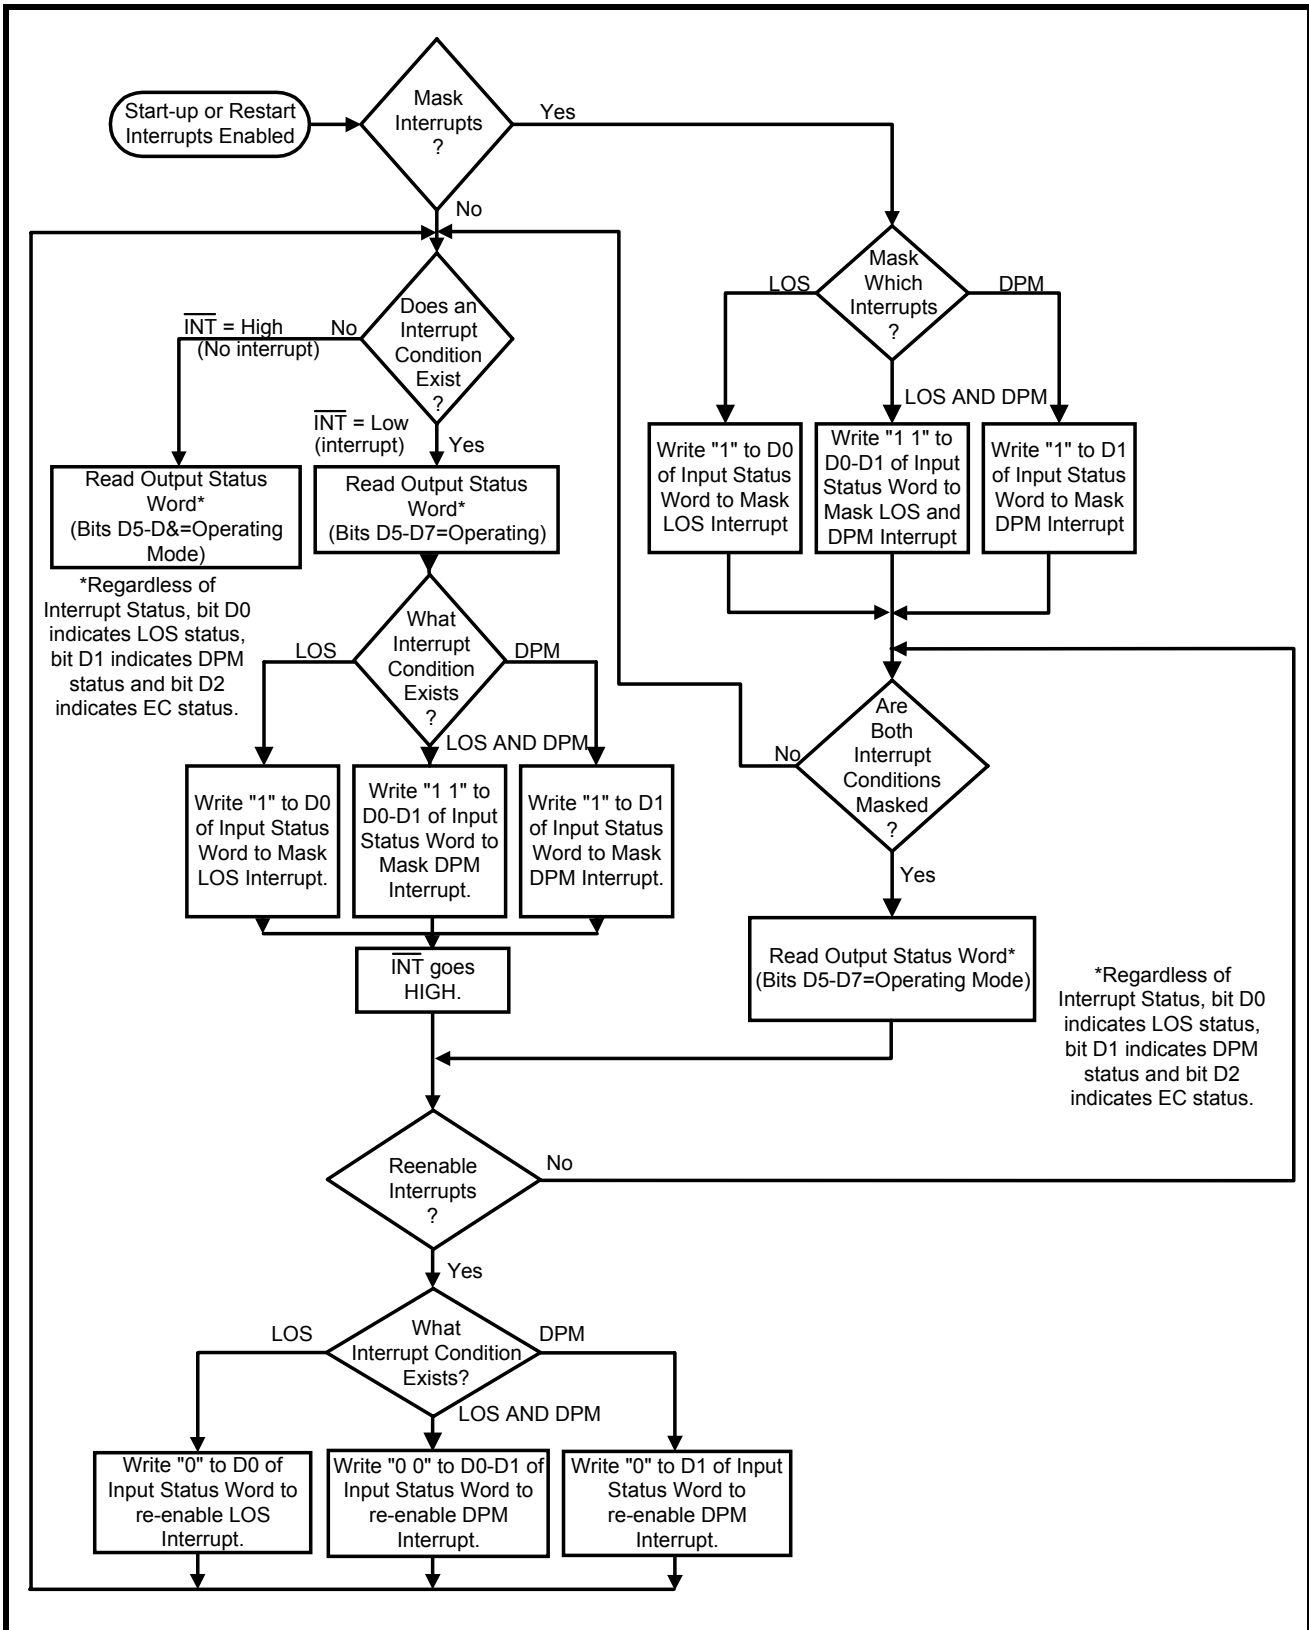 Start-up or Restart
Interrupts Enabled
Mask
Interrupts
?
Yes
No
Mask
Which
Interrupts
?
LOS
DPM
LOS AND DPM
Does an
Interrupt
Condition
Exist
?
INT = High
(No interrupt)
No
INT = Low
(interrupt)
Yes
Write "1" to D0
of Input Status
Word to Mask
LOS Interrupt
Write "1 1" to
D0-D1 of Input
Status Word to
Mask LOS and
DPM Interrupt
Write "1" to D1
of Input Status
Word to Mask
DPM Interrupt
Read Output Status
Word*
(Bits D5-D&=Operating
Mode)
Read Output Status
Word*
(Bits D5-D7=Operating)
*Regardless of
Interrupt Status, bit D0
indicates LOS status,
bit D1 indicates DPM
status and bit D2
indicates EC status.
What
Interrupt
Condition
Exists
?
LOS
DPM
LOS AND DPM
Are
Both
Interrupt
Conditions
Masked
?
No
Yes
Write "1" to D0
of Input Status
Word to Mask
LOS Interrupt.
Write "1 1" to
D0-D1 of Input
Status Word to
Mask DPM
Interrupt.
Write "1" to D1
of Input Status
Word to Mask
DPM Interrupt.
INT goes
HIGH.
Read Output Status Word*
(Bits D5-D7=Operating Mode)
*Regardless of
Interrupt Status, bit D0
indicates LOS status,
bit D1 indicates DPM
status and bit D2
indicates EC status.
Reenable
Interrupts
?
No
Yes
What
Interrupt Condition
Exists?
LOS
DPM
LOS AND DPM
Write "0" to D0 of
Input Status Word to
re-enable LOS
Interrupt.
Write "0 0" to D0-D1 of
Input Status Word to
re-enable DPM
Interrupt.
Write "0" to D1 of Input
Status Word to
re-enable DPM
Interrupt.